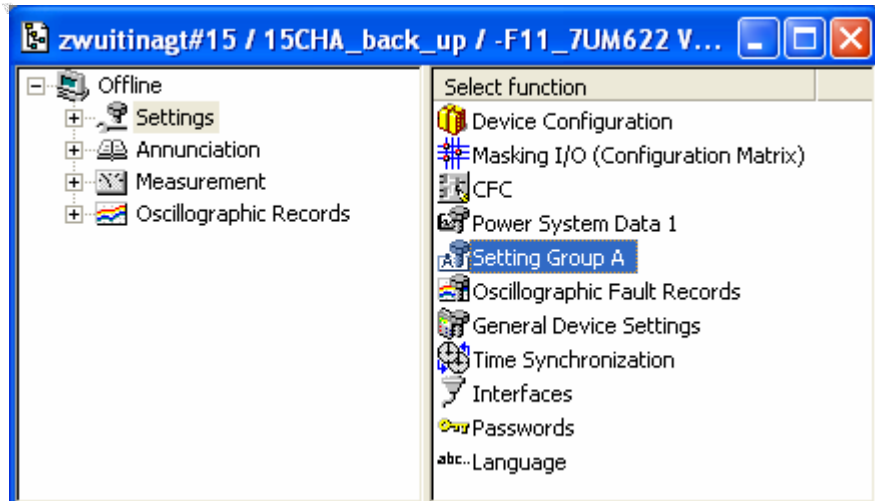 zwuitinagt#15 / 15CHA_back_up / -F11_7UM622 V...
Offline
Settings
Annunciation
Measurement
Oscillographic Records
Select function
Device Configuration
Masking I/O (Configuration Matrix)
CFC
Power System Data 1
A Setting Group A
Oscillographic Fault Records
General Device Settings
Time Synchronization
Interfaces
Passwords
abc.. Language